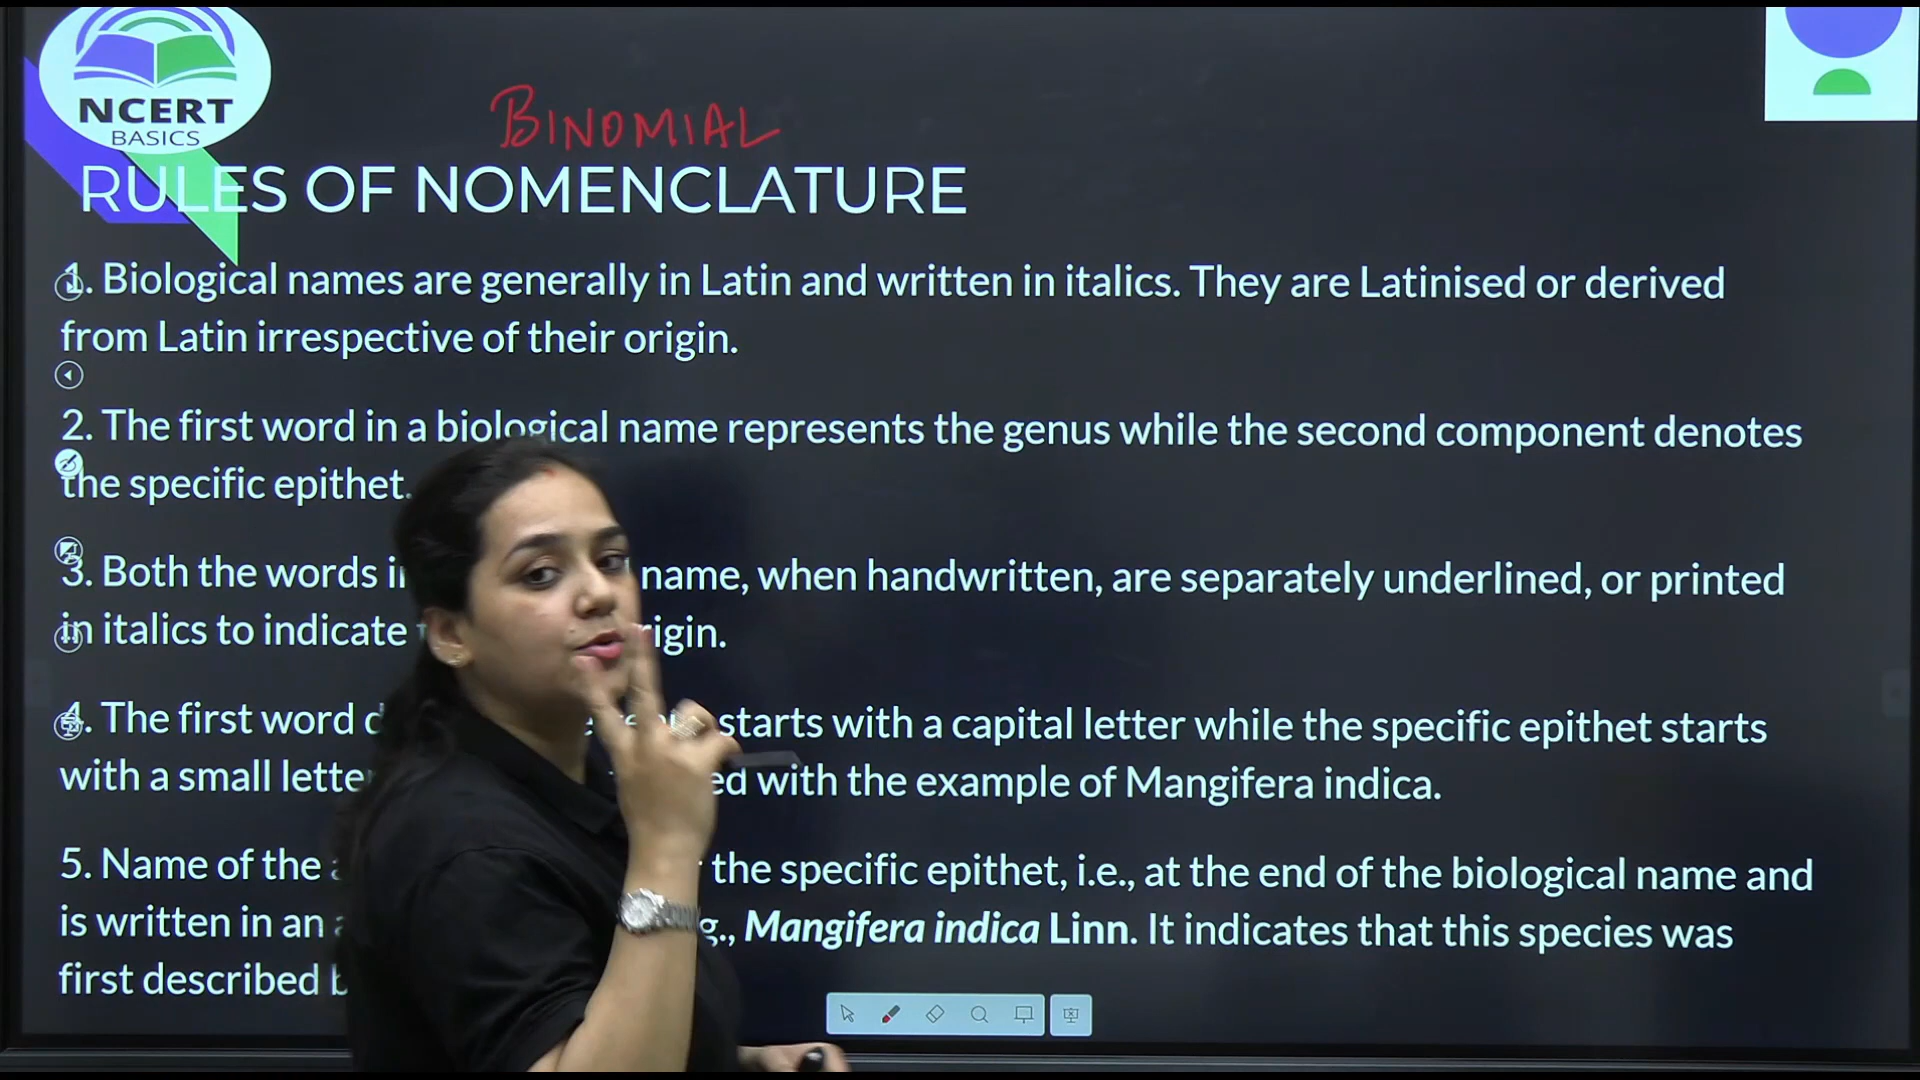 NCERT
BASICS
BINOMIAL
RULES OF NOMENCLATURE
1. Biological names are generally in Latin and written in italics. They are Latinised or derived
from Latin irrespective of their origin.
2. The first word in a biological name represents the genus while the second component denotes
the specific epithet.
3. Both the words name, when handwritten, are separately underlined, or printed
in italics to indicate
4. The first word starts with a capital letter while the specific epithet starts
with a small with the example of Mangifera indica.
5. Name of the the specific epithet, i.e., at the end of the biological name and
is written in an Mangifera indica Linn. It indicates that this species was
first described